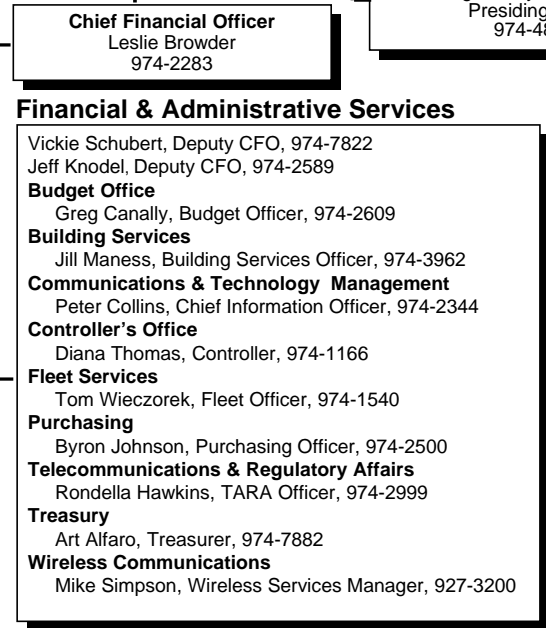 Chief Financial Officer
Leslie Browder
974-2283
Presiding
974-48
Financial & Administrative Services
Vickie Schubert, Deputy CFO, 974-7822
Jeff Knodel, Deputy CFO, 974-2589
Budget Office
Greg Canally, Budget Officer, 974-2609
Building Services
Jill Maness, Building Services Officer, 974-3962
Communications & Technology Management
Peter Collins, Chief Information Officer, 974-2344
Controller's Office
Diana Thomas, Controller, 974-1166
Fleet Services
Tom Wieczorek, Fleet Officer, 974-1540
Purchasing
Byron Johnson, Purchasing Officer, 974-2500
Telecommunications & Regulatory Affairs
Rondella Hawkins, TARA Officer, 974-2999
Treasury
Art Alfaro, Treasurer, 974-7882
Wireless Communications
Mike Simpson, Wireless Services Manager, 927-3200